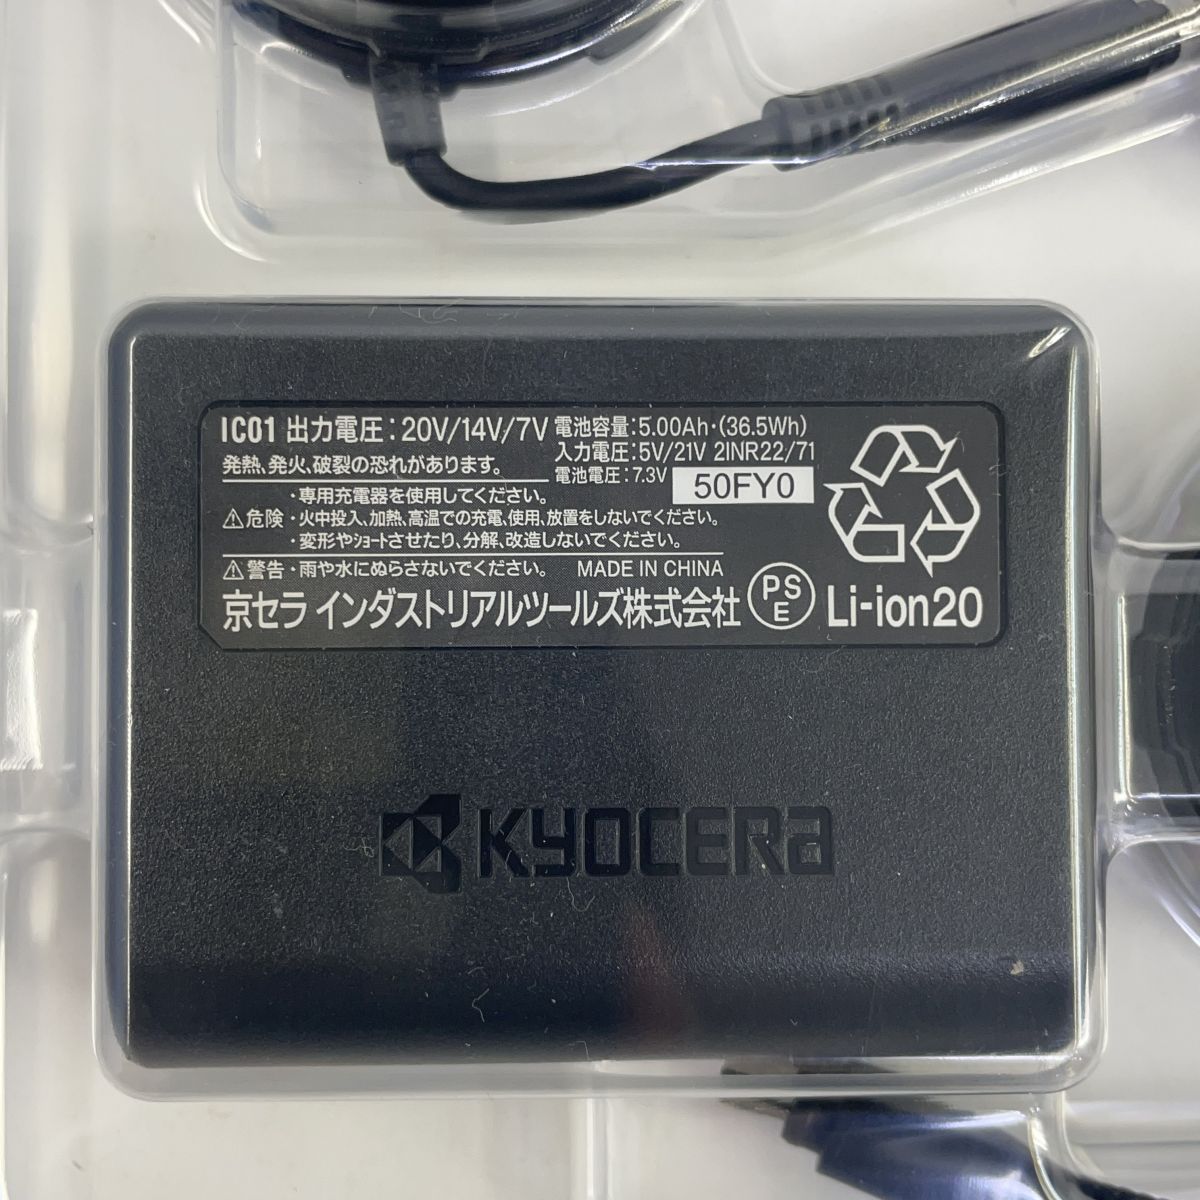 IC01 出力電圧：20V/14V/7V
発熱、発火、破裂の恐れがあります。
電池容量：5.00Ah・(36.5Wh)
入力電圧：5V/21V 2INR22/71
電池電圧：7.3V
50FY0
・専用充電器を使用してください。
⚠危険・火中投入、加熱、高温での充電、使用、放置をしないでください。
・変形やｼｮｰﾄさせたり、分解、改造しないでください。
⚠警告・雨や水にぬらさないでください。 MADE IN CHINA
京セラ インダストリアルツールズ株式会社
PSE
Li-ion20
KYOCERA